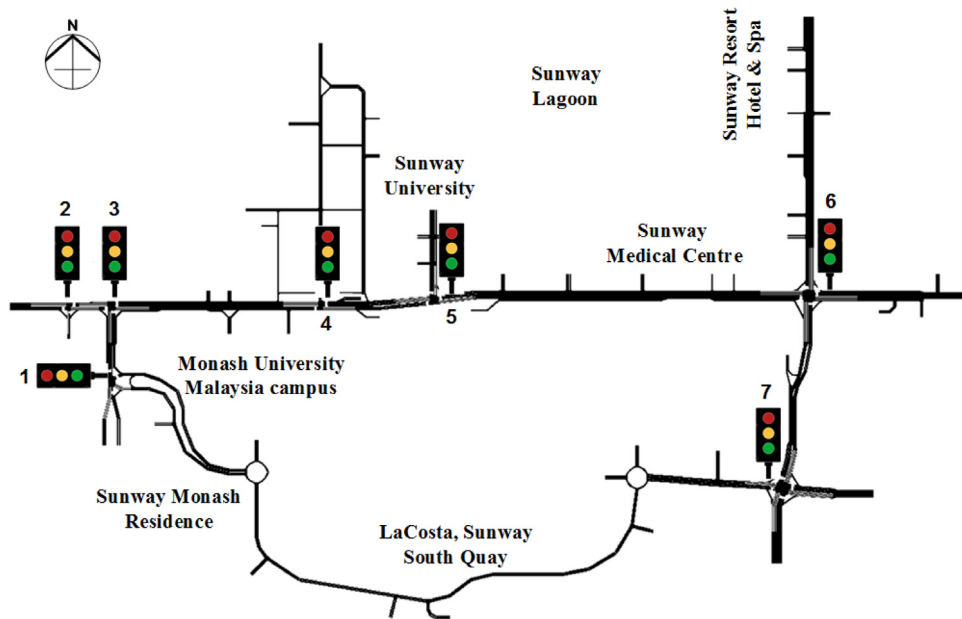 N
Sunway
Lagoon
Sunway Resort
Hotel & Spa
Sunway
University
2
3
6
Sunway
Medical Centre
4
5
1
Monash University
Malaysia campus
7
Sunway Monash
Residence
LaCosta, Sunway
South Quay